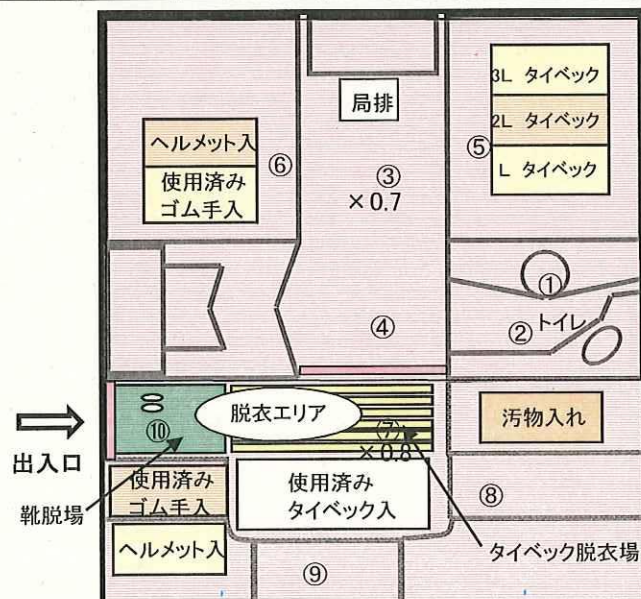 局排
3L タイベック
2L タイベック
L タイベック
ヘルメット入
使用済み
ゴム手入
⑥
③
×0.7
⑤
①
②
トイレ
④
出入口
⑩
脱衣エリア
⑦
×0.8
汚物入れ
靴脱場
使用済み
ゴム手入
使用済み
タイベック入
⑧
ヘルメット入
タイベック脱衣場
⑨